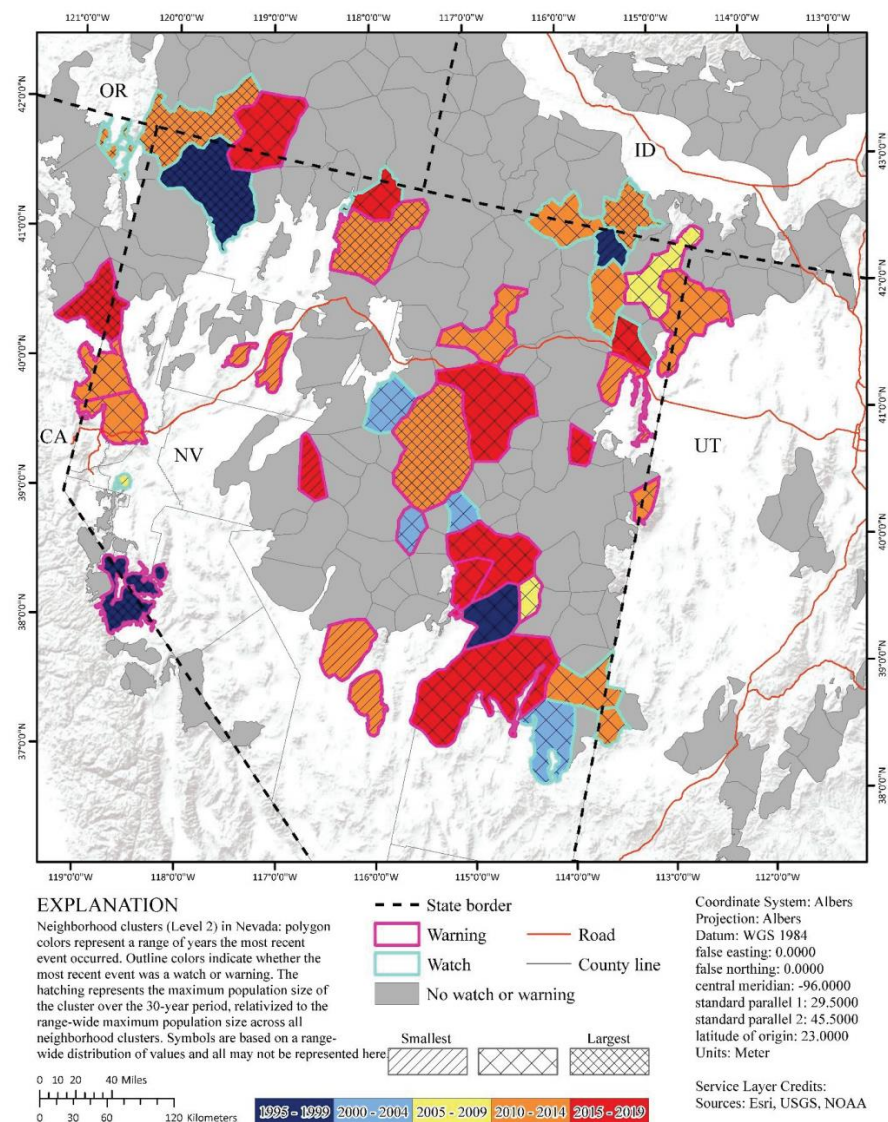 121°0'0"W 120°0'0"W 119°0'0"W 118°0'0"W 117°0'0"W 116°0'0"W 115°0'0"W 114°0'0"W 113°0'0"W
42°0'0"N
41°0'0"N
40°0'0"N
39°0'0"N
38°0'0"N
37°0'0"N
OR
ID
CA
NV
UT
43°0'0"N
42°0'0"N
41°0'0"N
40°0'0"N
39°0'0"N
38°0'0"N
119°0'0"W 118°0'0"W 117°0'0"W 116°0'0"W 115°0'0"W 114°0'0"W 113°0'0"W 112°0'0"W
EXPLANATION
Neighborhood clusters (Level 2) in Nevada: polygon
colors represent a range of years the most recent
event occurred. Outline colors indicate whether the
most recent event was a watch or warning. The
hatching represents the maximum population size of
the cluster over the 30-year period, relativized to the
range-wide maximum population size across all
neighborhood clusters. Symbols are based on a range-
wide distribution of values and all may not be represented here.
0 10 20 40 Miles
0 30 60 120 Kilometers
State border
Warning
Watch
No watch or warning
Road
County line
Smallest
Largest
1995 - 1999 2000 - 2004 2005 - 2009 2010 - 2014 2015 - 2019
Coordinate System: Albers
Projection: Albers
Datum: WGS 1984
false easting: 0.0000
false northing: 0.0000
central meridian: -96.0000
standard parallel 1: 29.5000
standard parallel 2: 45.5000
latitude of origin: 23.0000
Units: Meter
Service Layer Credits:
Sources: Esri, USGS, NOAA